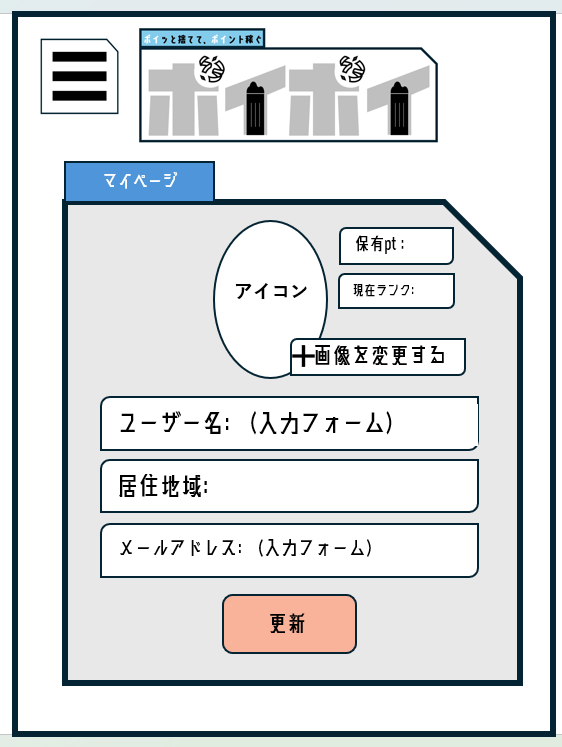 ポイっと捨てて、ポイント稼ぐ
ポイポイ
マイページ
保有pt:
アイコン
現在ランク:
+画像を変更する
ユーザー名:（入力フォーム）
居住地域:
メールアドレス:（入力フォーム）
更新